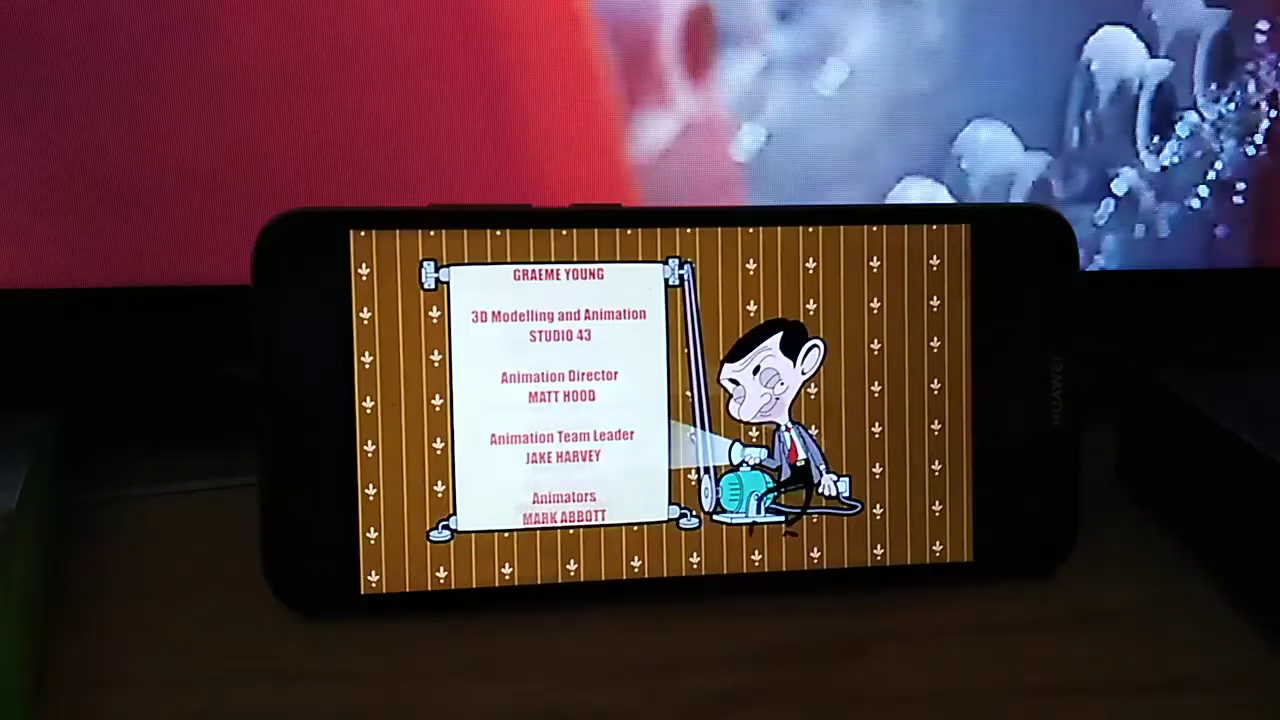 GRAEME YOUNG
3D Modelling and Animation
STUDIO 43
Animation Director
MATT HOOD
Animation Team Leader
JAKE HARVEY
Animators
MARK ABBOTT
HUAWEI